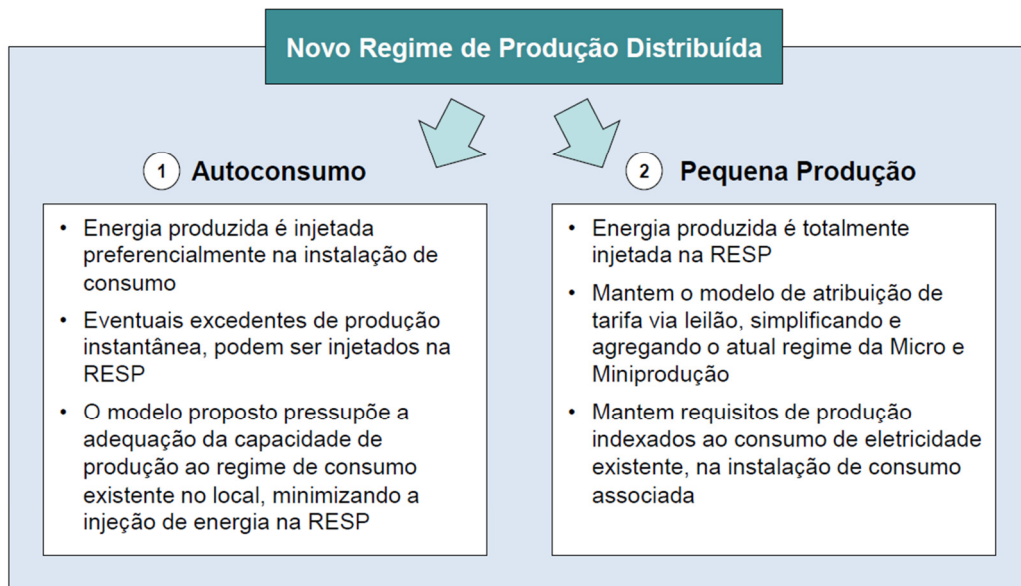 Novo Regime de Produção Distribuída
1 Autoconsumo
• Energia produzida é injetada
preferencialmente na instalação de
consumo
• Eventuais excedentes de produção
instantânea, podem ser injetados na
RESP
• O modelo proposto pressupõe a
adequação da capacidade de
produção ao regime de consumo
existente no local, minimizando a
injeção de energia na RESP
2 Pequena Produção
• Energia produzida é totalmente
injetada na RESP
• Mantem o modelo de atribuição de
tarifa via leilão, simplificando e
agregando o atual regime da Micro e
Miniprodução
• Mantem requisitos de produção
indexados ao consumo de eletricidade
existente, na instalação de consumo
associada